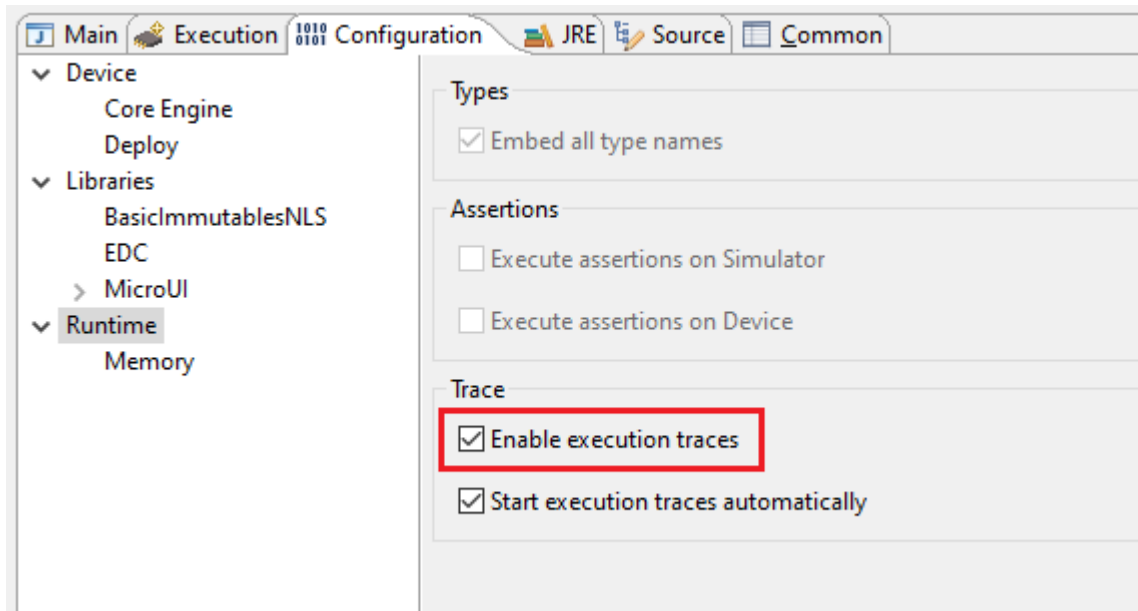 Main Execution 1010 0101 Configuration JRE Source Common
Device
Core Engine
Deploy
Libraries
BasicImmutablesNLS
EDC
MicroUI
Runtime
Memory
Types
Embed all type names
Assertions
Execute assertions on Simulator
Execute assertions on Device
Trace
Enable execution traces
Start execution traces automatically